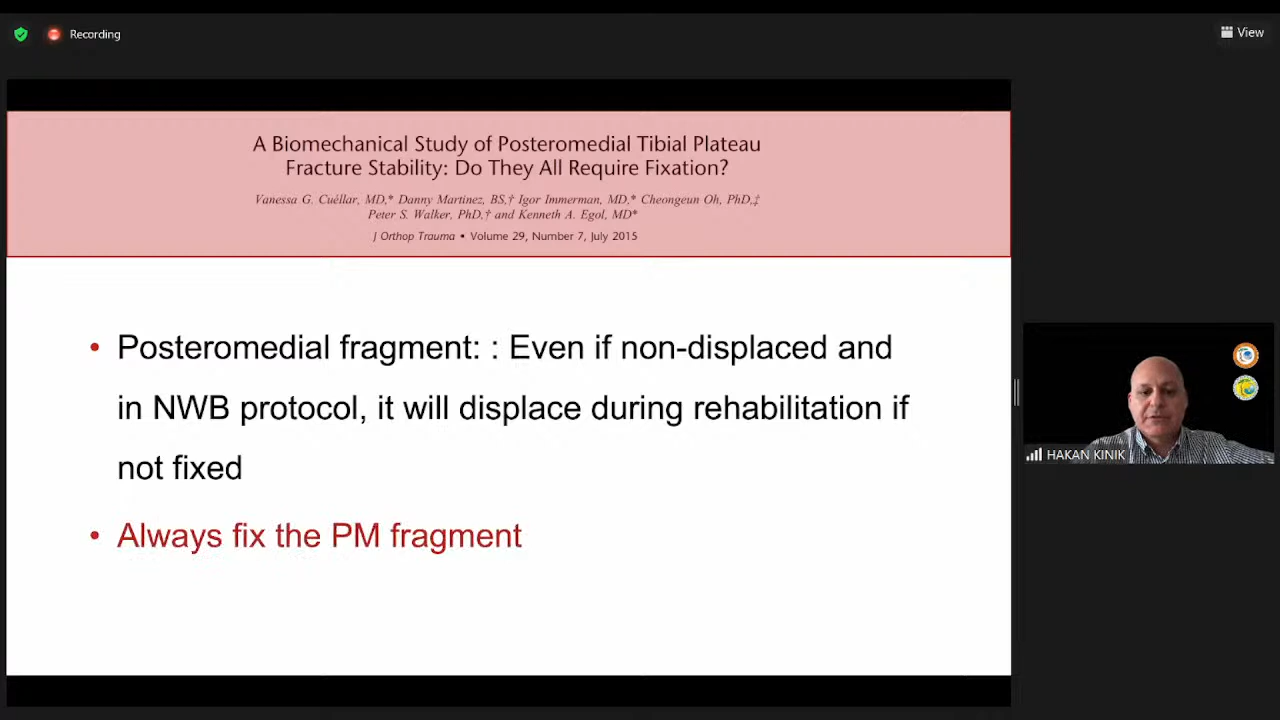 Recording
View
A Biomechanical Study of Posteromedial Tibial Plateau
Fracture Stability: Do They All Require Fixation?
Vanessa G. Cuéllar, MD,* Danny Martinez, BS,† Igor Immerman, MD,* Cheongeun Oh, PhD,‡
Peter S. Walker, PhD,† and Kenneth A. Egol, MD*
J Orthop Trauma • Volume 29, Number 7, July 2015
• Posteromedial fragment: : Even if non-displaced and
in NWB protocol, it will displace during rehabilitation if
not fixed
• Always fix the PM fragment
HAKAN KINIK